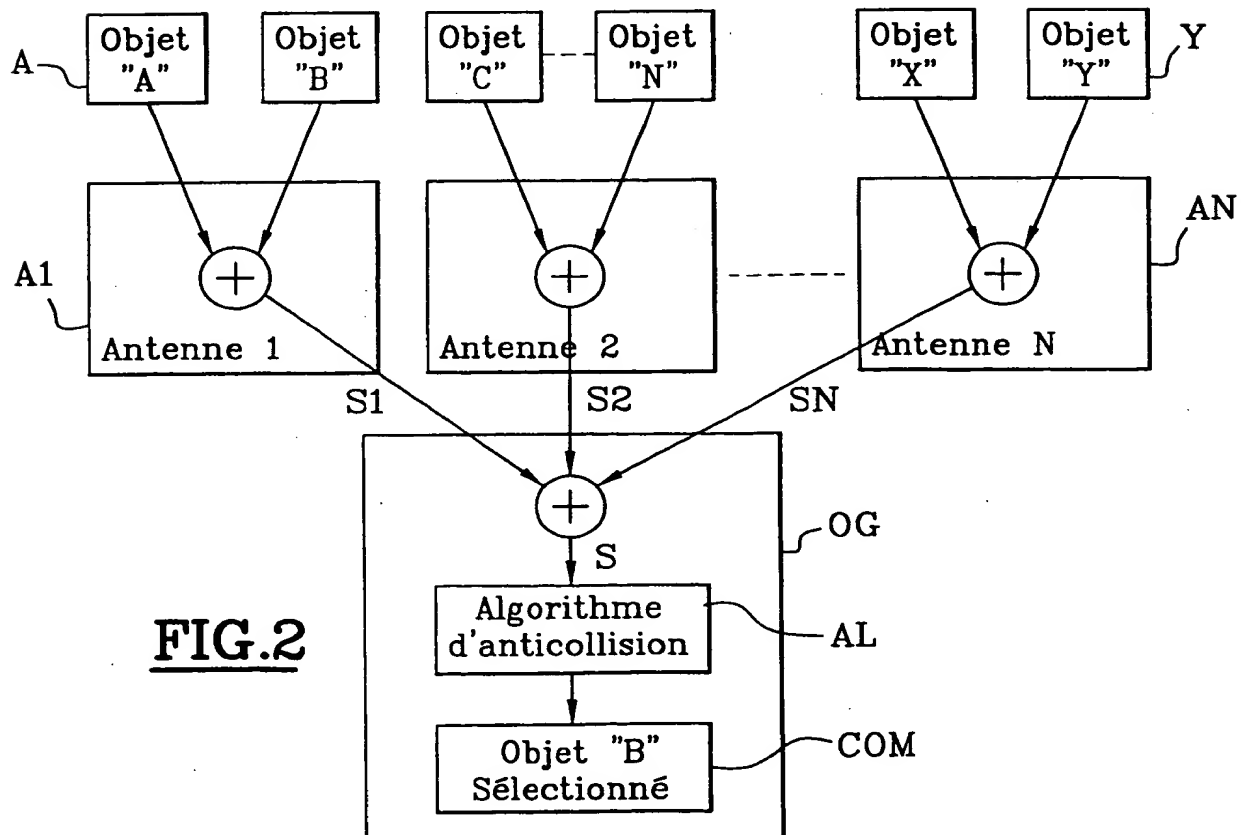 A
Objet
"A"
Objet
"B"
Objet
"C"
Objet
"N"
Objet
"X"
Objet
"Y"
Y
A1
+
Antenne 1
+
Antenne 2
+
Antenne N
AN
S1
S2
SN
+
S
OG
Algorithme
d'anticollision
AL
Objet "B"
Sélectionné
COM
FIG.2